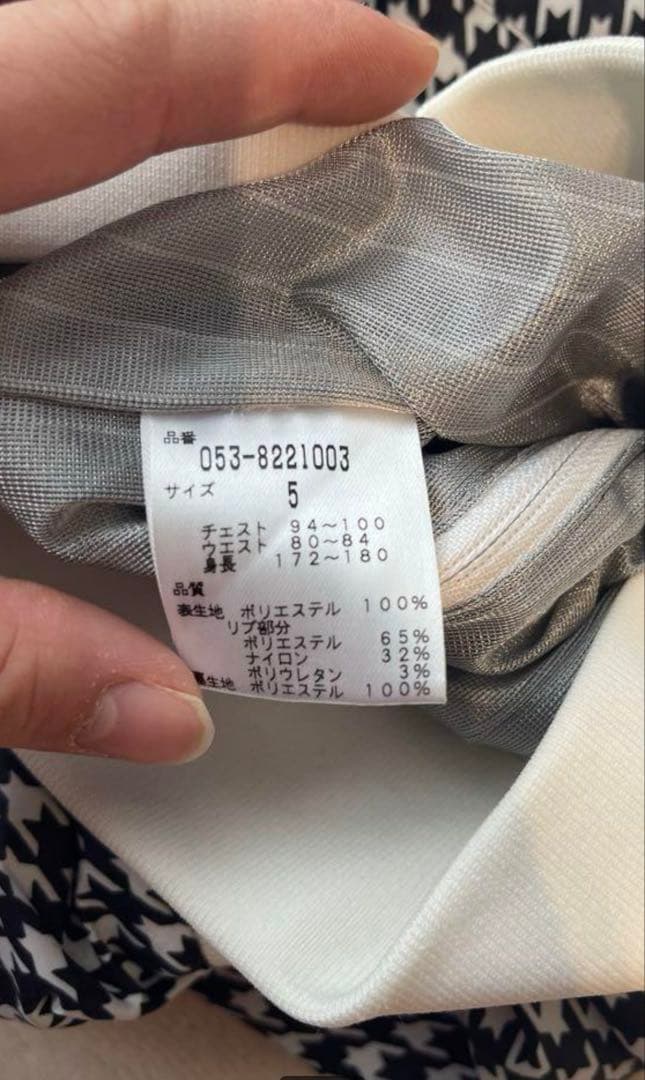 品番
053-8221003
サイズ 5
チェスト 94〜100
ウエスト 80〜84
身長 172〜180
品質
表生地 ポリエステル 100%
リブ部分
ポリエステル 65%
ナイロン 32%
ポリウレタン 3%
裏生地 ポリエステル 100%